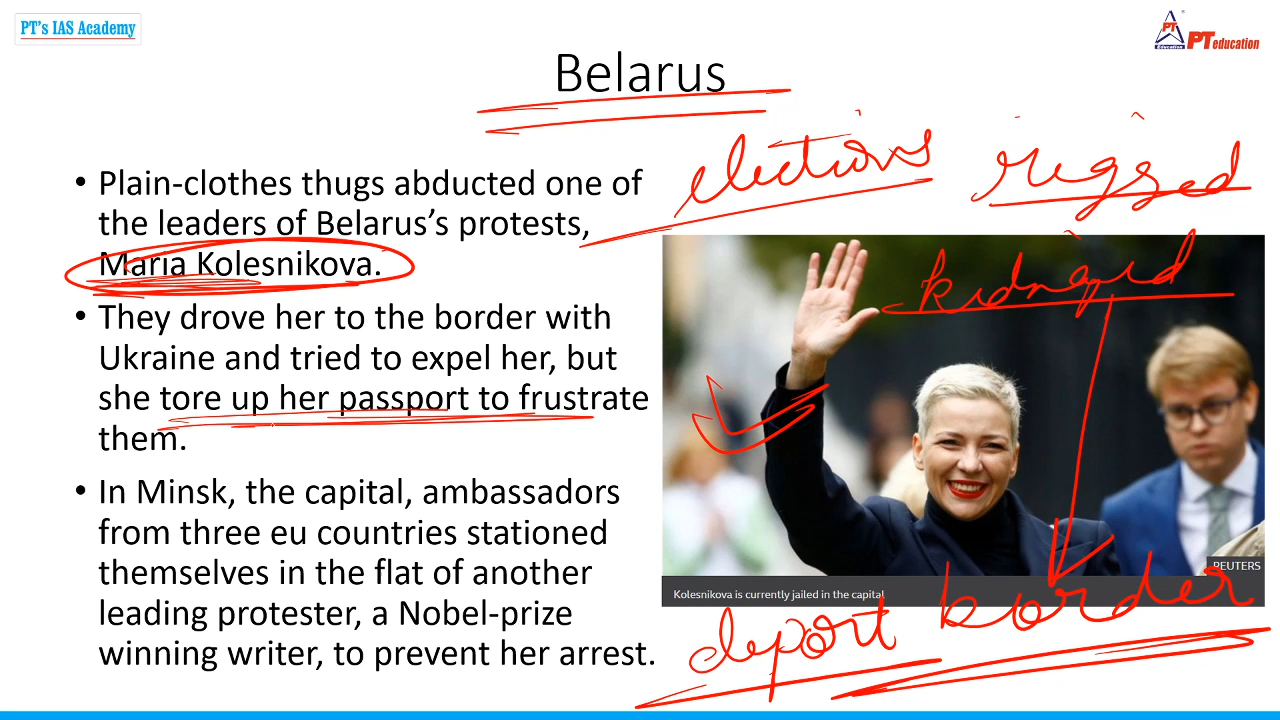 PT's IAS Academy
PT
Education
PT education
Belarus
• Plain-clothes thugs abducted one of
the leaders of Belarus's protests,
Maria Kolesnikova.
• They drove her to the border with
Ukraine and tried to expel her, but
she tore up her passport to frustrate
them.
• In Minsk, the capital, ambassadors
from three eu countries stationed
themselves in the flat of another
leading protester, a Nobel-prize
winning writer, to prevent her arrest.
elections rigged
kidnapped
REUTERS
Kolesnikova is currently jailed in the capital
deport border